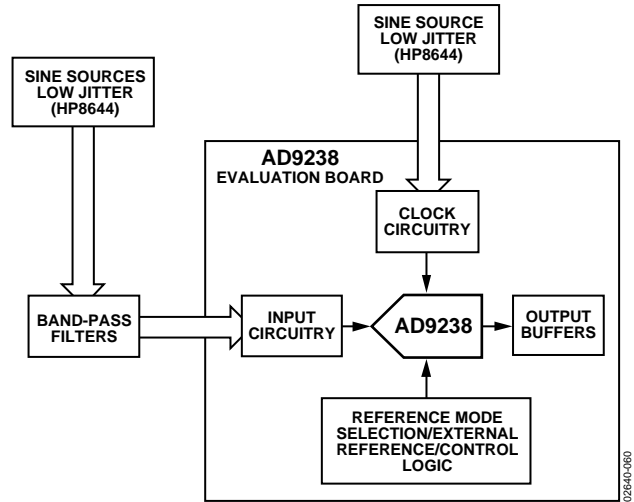 SINE SOURCE
LOW JITTER
(HP8644)
SINE SOURCES
LOW JITTER
(HP8644)
AD9238
EVALUATION BOARD
CLOCK
CIRCUITRY
BAND-PASS
FILTERS
INPUT
CIRCUITRY
AD9238
OUTPUT
BUFFERS
REFERENCE MODE
SELECTION/EXTERNAL
REFERENCE/CONTROL
LOGIC
02640-060